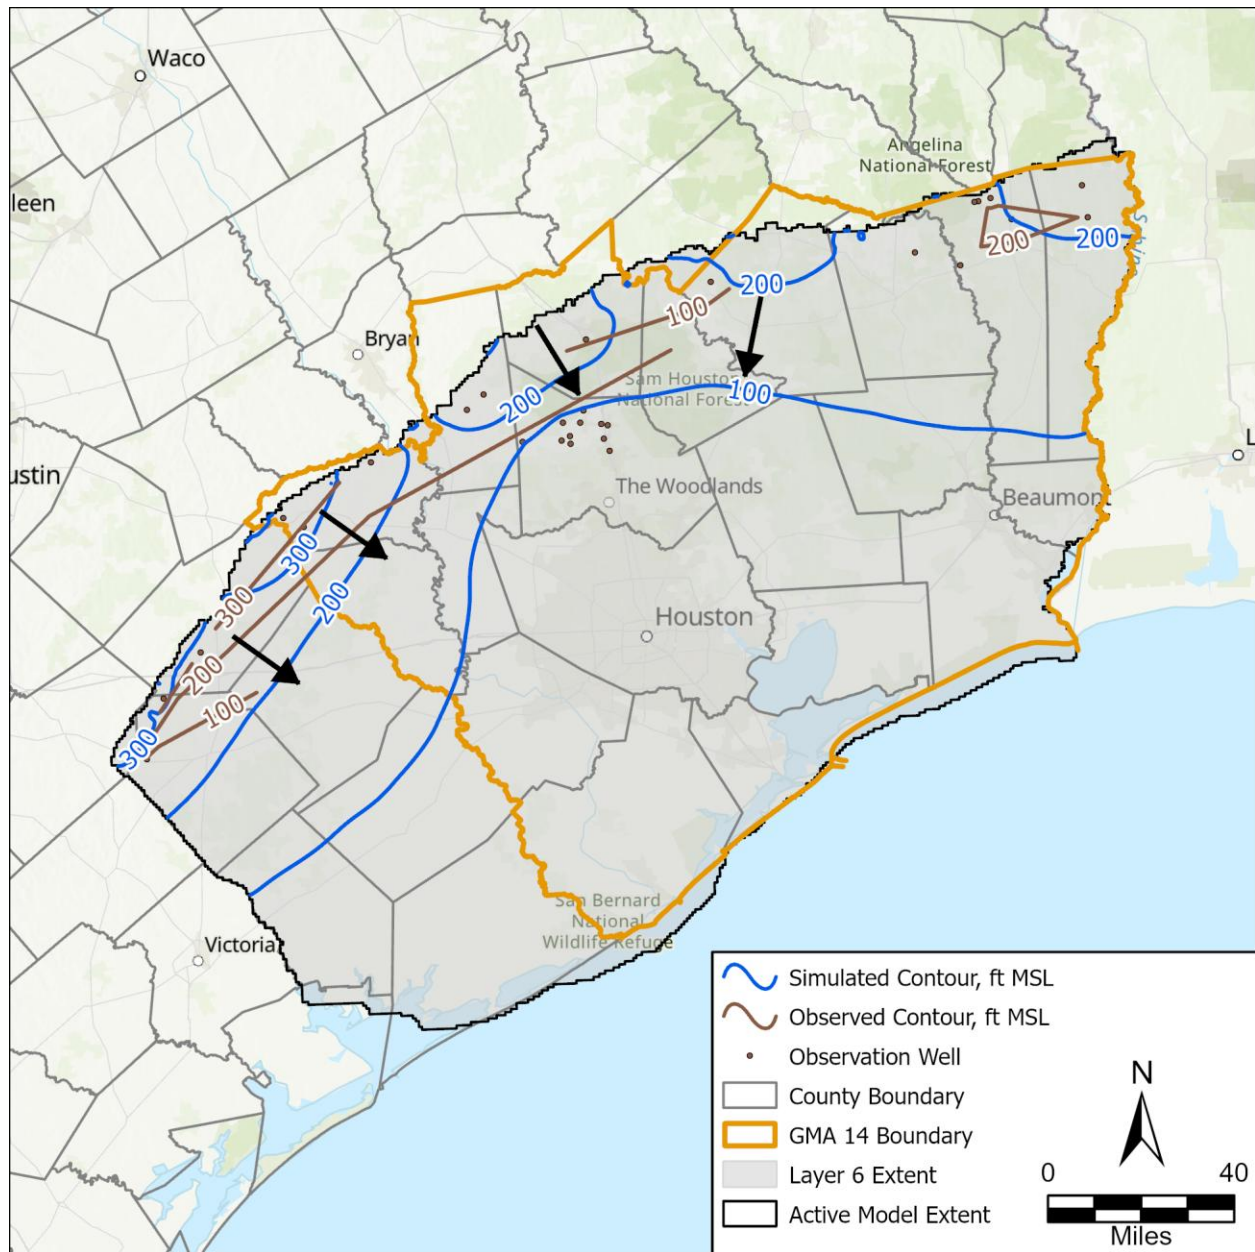 Waco
Angelina
National Forest
leen
200
200
Sabine
200
100
Bryan
Sam Houston
National Forest
100
200
ustin
L
The Woodlands
Beaumont
300
200
300
Houston
200
100
300
San Bernard
National
Wildlife Refuge
Victoria
Simulated Contour, ft MSL
Observed Contour, ft MSL
Observation Well
County Boundary
GMA 14 Boundary
Layer 6 Extent
Active Model Extent
N
0 40
Miles